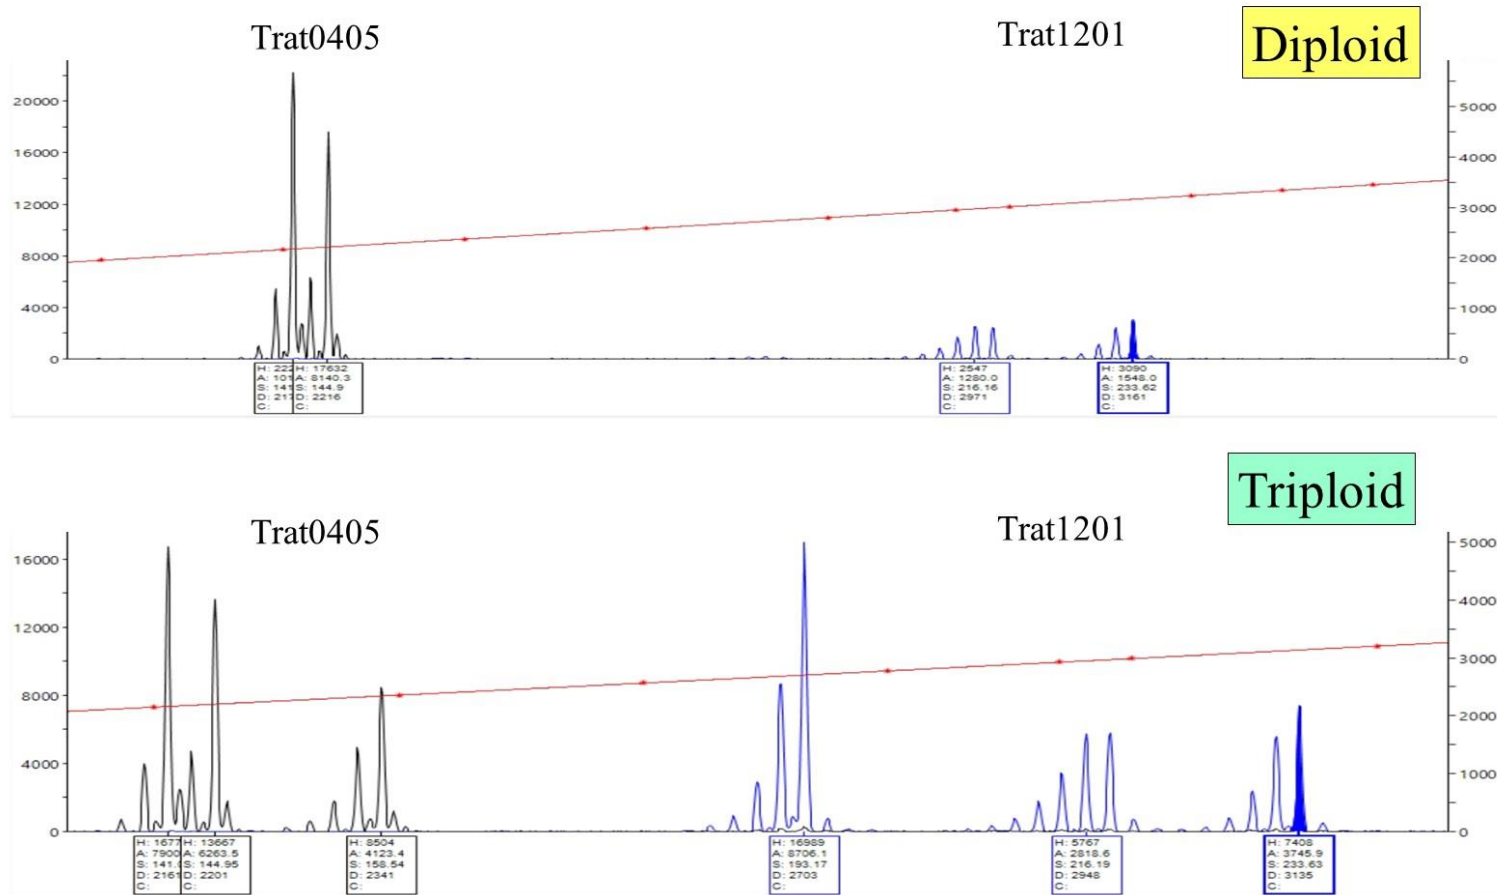 Trat0405
Trat1201
Diploid
20000
16000
12000
8000
4000
0
5000
4000
3000
2000
1000
0
H: 17632
A: 8140.3
S: 144.9
D: 2216
C:
H: 2547
A: 1280.0
S: 216.16
D: 2971
C:
H: 3090
A: 1548.0
S: 233.62
D: 3161
C:
Triploid
Trat0405
Trat1201
16000
12000
8000
4000
0
5000
4000
3000
2000
1000
0
H: 1677
A: 7900
S: 141.
D: 2161
C:
H: 13667
A: 6263.5
S: 144.95
D: 2201
C:
H: 8504
A: 4123.4
S: 158.54
D: 2341
C:
H: 16989
A: 8706.1
S: 193.17
D: 2703
C:
H: 5767
A: 2818.6
S: 216.19
D: 2948
C:
H: 7408
A: 3745.9
S: 233.63
D: 3135
C: